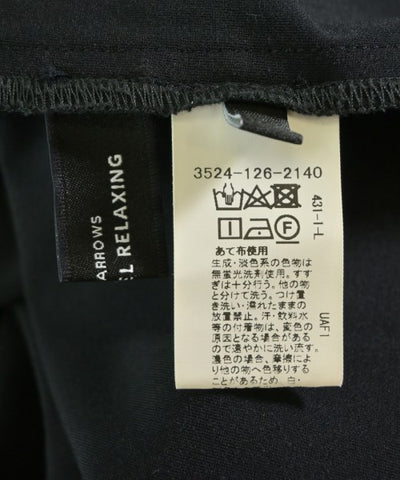 3524-126-2140
431-I-L
あて布使用
生成・淡色系の色物は
無蛍光洗剤使用。すす
ぎは十分行う。他の物
と分けて洗う。つけ置
き洗い・濡れたままの
放置禁止。汗・飲料水
等の付着物は、変色の
原因となる場合がある
ので速やかに洗い流す。
濃色の場合、摩擦によ
り他の物へ色移りする
ことがあるため、白・
UAF1
ARROWS
EL RELAXING